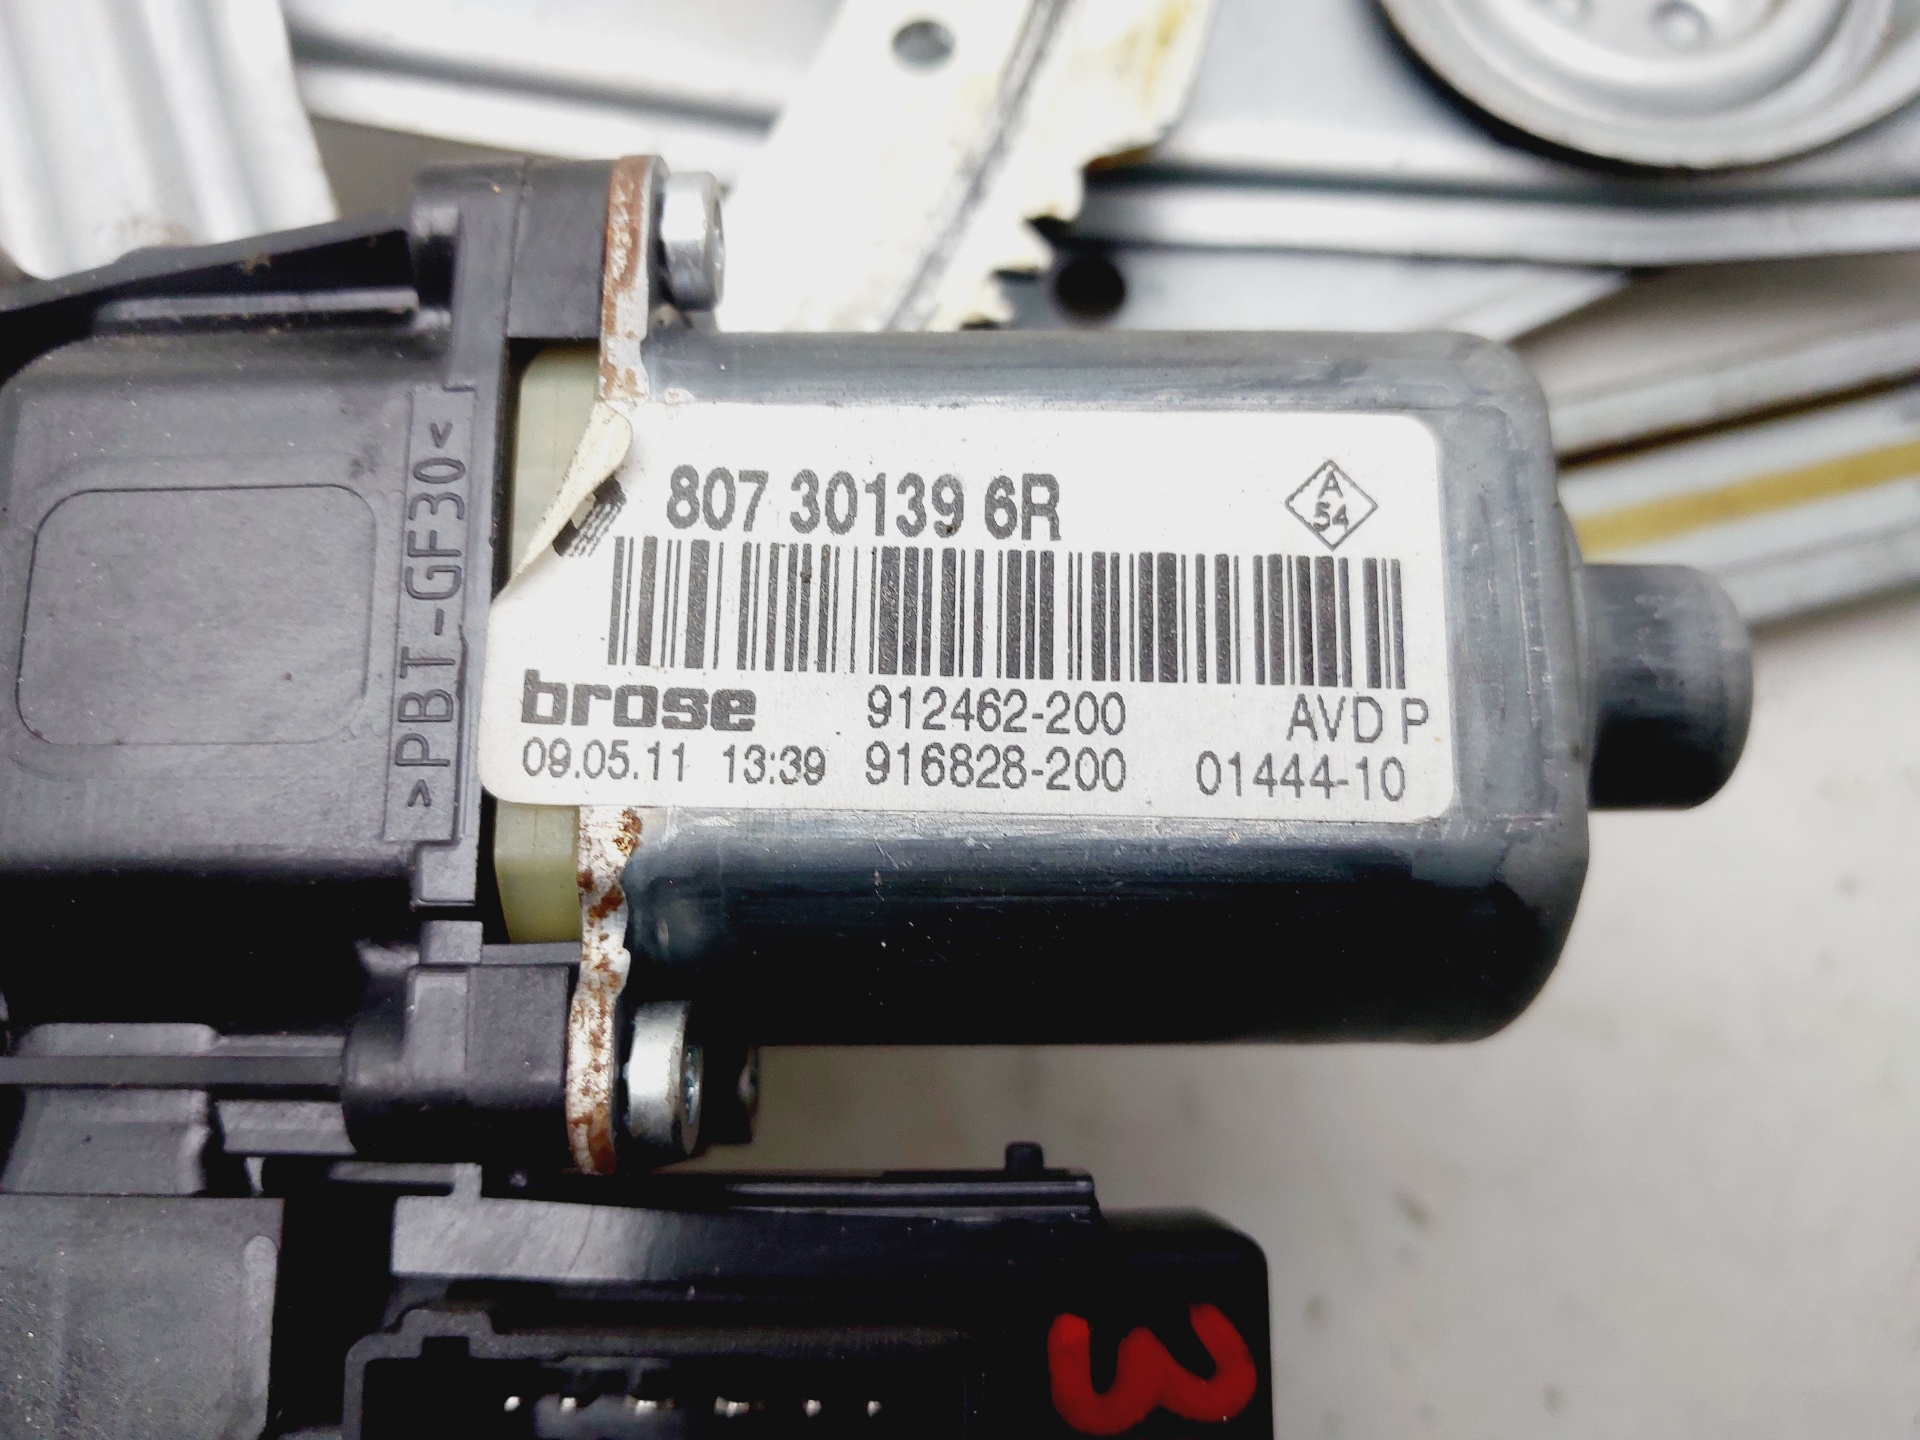 807 30139 6R
A
54
brose 912462-200 AVD P
09.05.11 13:39 916828-200 01444-10
>PBT-GF30<
3